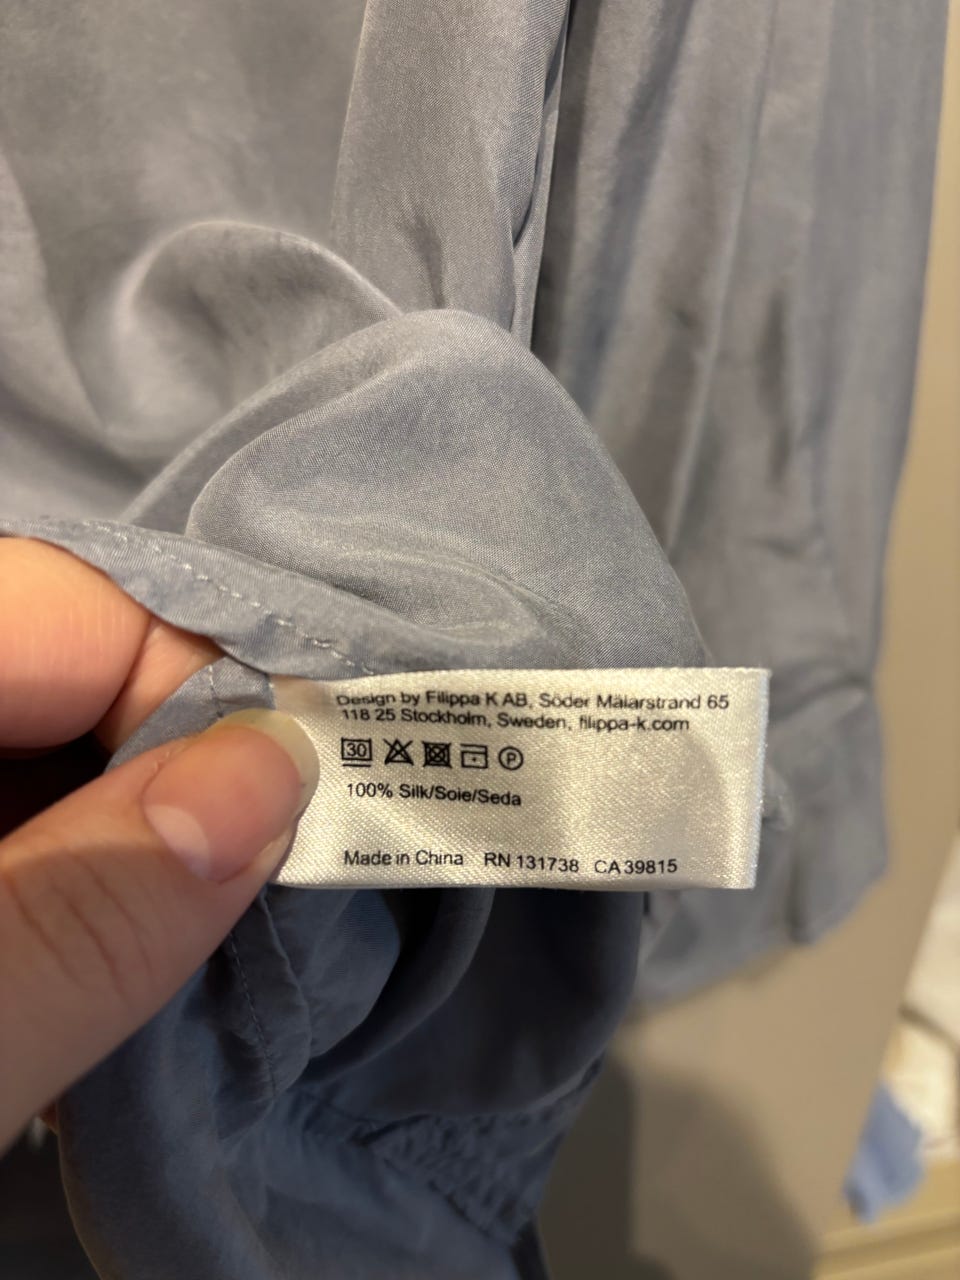 Design by Filippa K AB, Söder Mälarstrand 65
118 25 Stockholm, Sweden, filippa-k.com
30 P
100% Silk/Soie/Seda
Made in China RN 131738 CA 39815